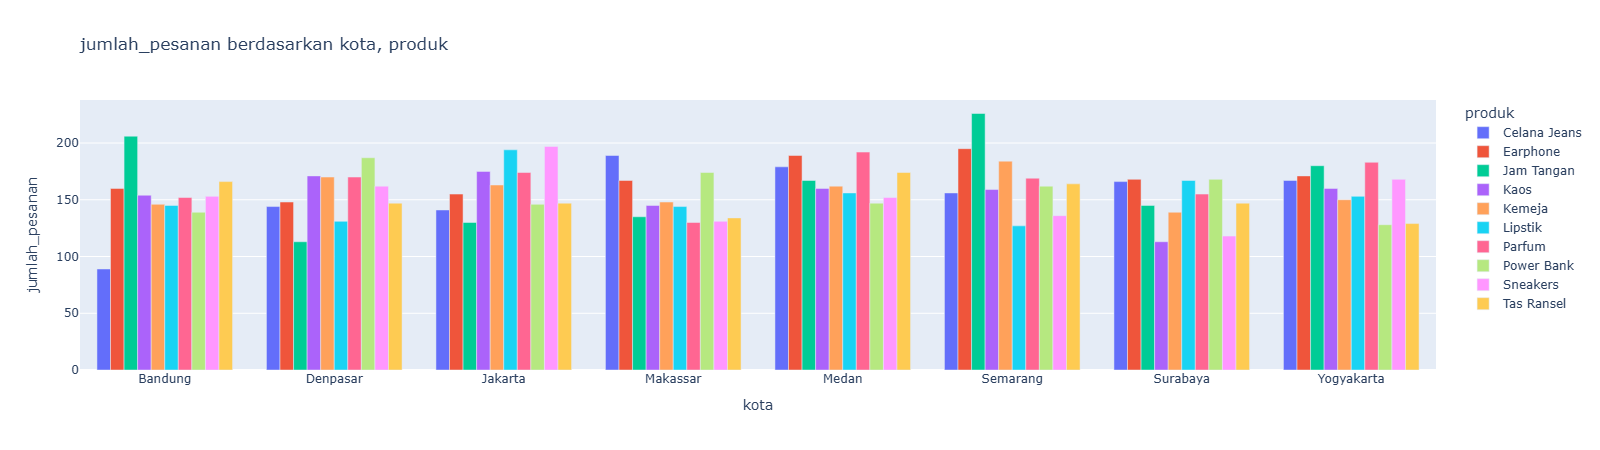 jumlah_pesanan berdasarkan kota, produk
jumlah_pesanan
200
150
100
50
0
Bandung Denpasar Jakarta Makassar Medan Semarang Surabaya Yogyakarta
kota
produk
Celana Jeans
Earphone
Jam Tangan
Kaos
Kemeja
Lipstik
Parfum
Power Bank
Sneakers
Tas Ransel